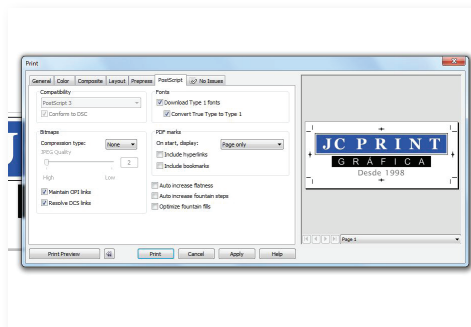 Print
General Color Composite Layout Prepress PostScript No Issues
Compatibility
PostScript 3
Conform to DSC
Fonts
Download Type 1 fonts
Convert True Type to Type 1
Bitmaps
Compression type: None
JPEG Quality
2
High Low
Maintain OPI links
Resolve DCS links
PDF marks
On start, display: Page only
Include hyperlinks
Include bookmarks
Auto increase flatness
Auto increase fountain steps
Optimize fountain fills
JC PRINT
GRÁFICA
Desde 1998
Page 1
Print Preview Print Cancel Apply Help